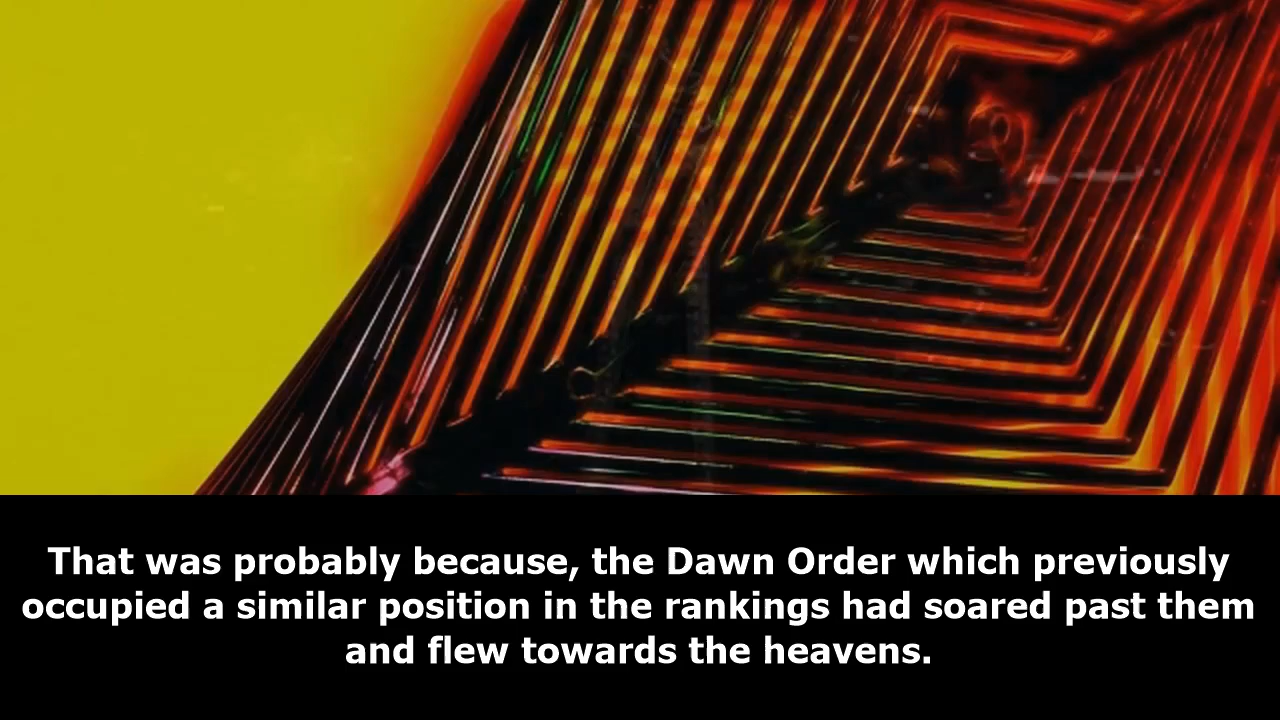 That was probably because, the Dawn Order which previously
occupied a similar position in the rankings had soared past them
and flew towards the heavens.